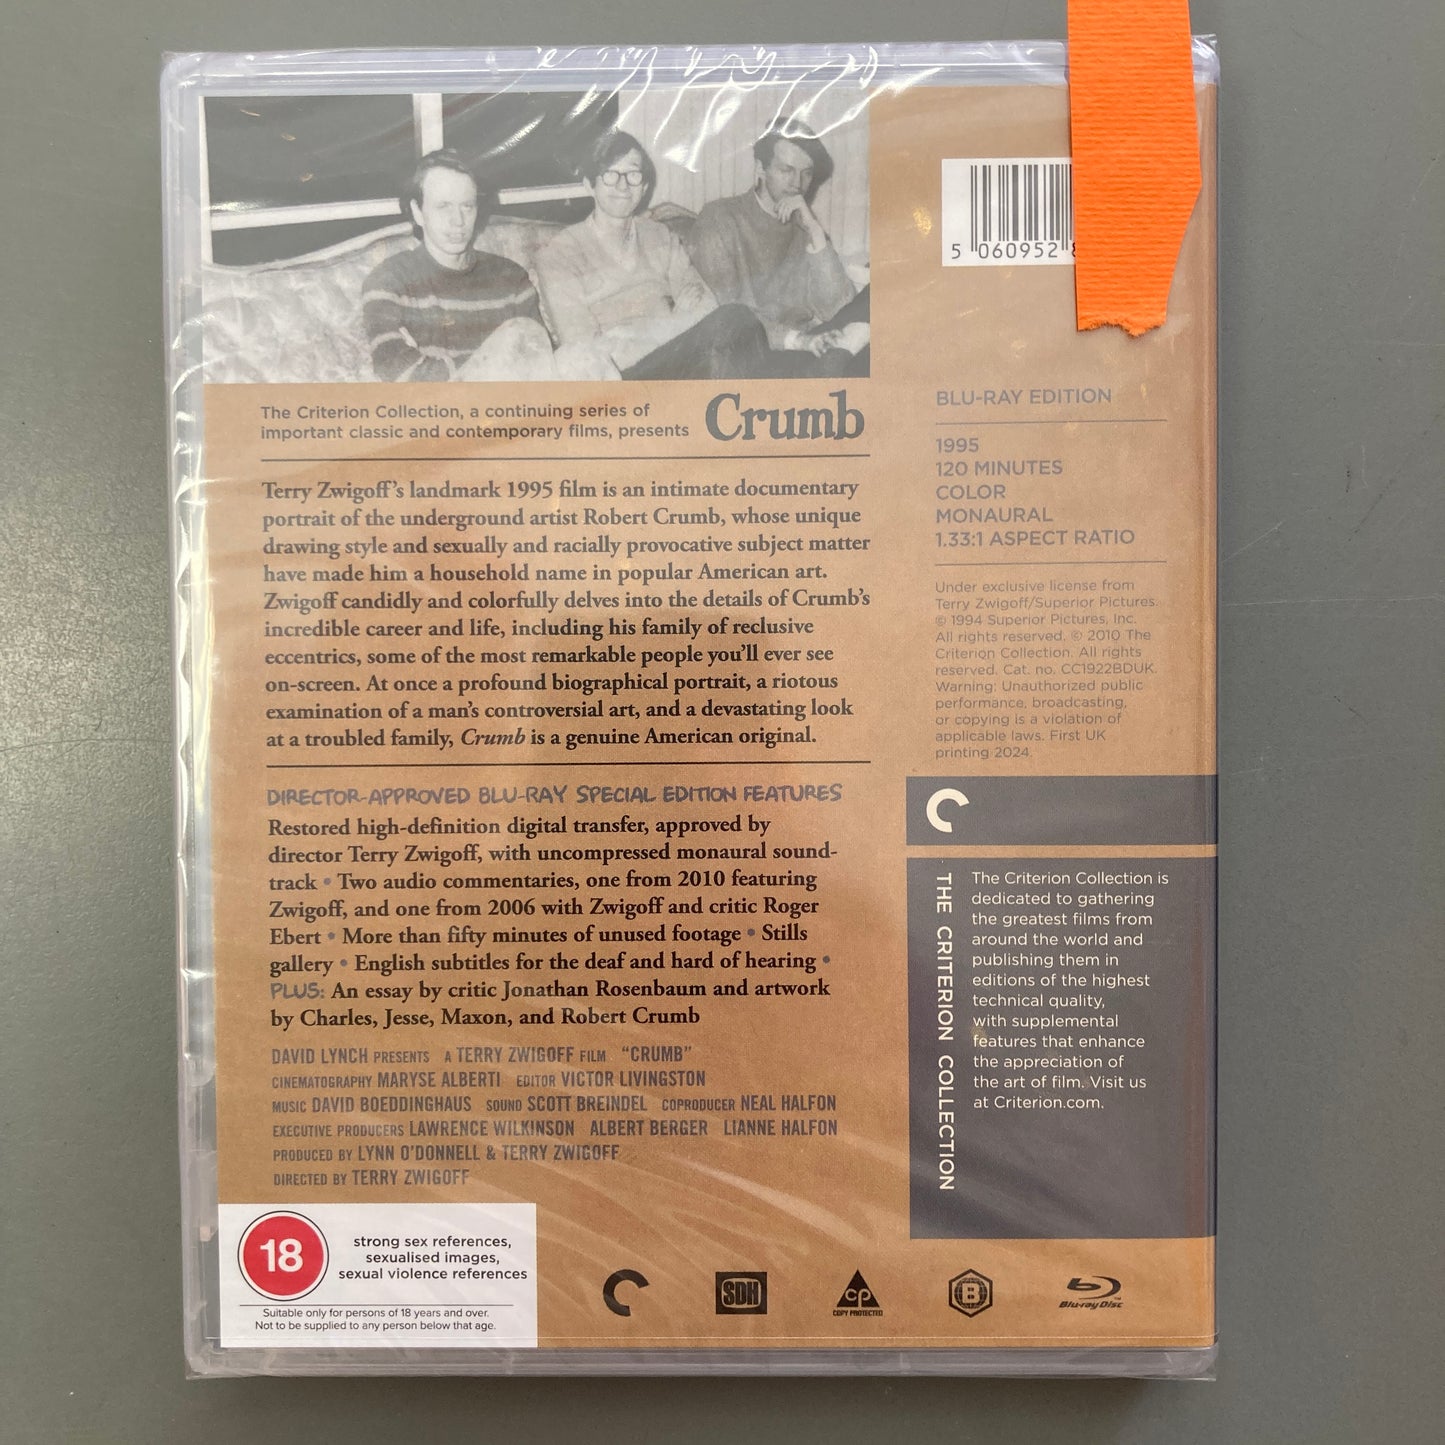 5 060952
The Criterion Collection, a continuing series of
important classic and contemporary films, presents
Crumb
Terry Zwigoff's landmark 1995 film is an intimate documentary
portrait of the underground artist Robert Crumb, whose unique
drawing style and sexually and racially provocative subject matter
have made him a household name in popular American art.
Zwigoff candidly and colorfully delves into the details of Crumb's
incredible career and life, including his family of reclusive
eccentrics, some of the most remarkable people you'll ever see
on-screen. At once a profound biographical portrait, a riotous
examination of a man's controversial art, and a devastating look
at a troubled family, Crumb is a genuine American original.
DIRECTOR-APPROVED BLU-RAY SPECIAL EDITION FEATURES
Restored high-definition digital transfer, approved by
director Terry Zwigoff, with uncompressed monaural sound-
track • Two audio commentaries, one from 2010 featuring
Zwigoff, and one from 2006 with Zwigoff and critic Roger
Ebert • More than fifty minutes of unused footage • Stills
gallery • English subtitles for the deaf and hard of hearing •
PLUS: An essay by critic Jonathan Rosenbaum and artwork
by Charles, Jesse, Maxon, and Robert Crumb
DAVID LYNCH PRESENTS A TERRY ZWIGOFF FILM "CRUMB"
CINEMATOGRAPHY MARYSE ALBERTI EDITOR VICTOR LIVINGSTON
MUSIC DAVID BOEDDINGHAUS SOUND SCOTT BREINDEL COPRODUCER NEAL HALFON
EXECUTIVE PRODUCERS LAWRENCE WILKINSON ALBERT BERGER LIANNE HALFON
PRODUCED BY LYNN O'DONNELL & TERRY ZWIGOFF
DIRECTED BY TERRY ZWIGOFF
BLU-RAY EDITION
1995
120 MINUTES
COLOR
MONAURAL
1.33:1 ASPECT RATIO
Under exclusive license from
Terry Zwigoff/Superior Pictures.
© 1994 Superior Pictures, Inc.
All rights reserved. © 2010 The
Criterion Collection. All rights
reserved. Cat. no. CC1922BDUK.
Warning: Unauthorized public
performance, broadcasting,
or copying is a violation of
applicable laws. First UK
printing 2024.
THE CRITERION COLLECTION
The Criterion Collection is
dedicated to gathering
the greatest films from
around the world and
publishing them in
editions of the highest
technical quality,
with supplemental
features that enhance
the appreciation of
the art of film. Visit us
at Criterion.com.
18
strong sex references,
sexualised images,
sexual violence references
Suitable only for persons of 18 years and over.
Not to be supplied to any person below that age.
SDH
CP
COPY PROTECTED
B
Blu-ray Disc™